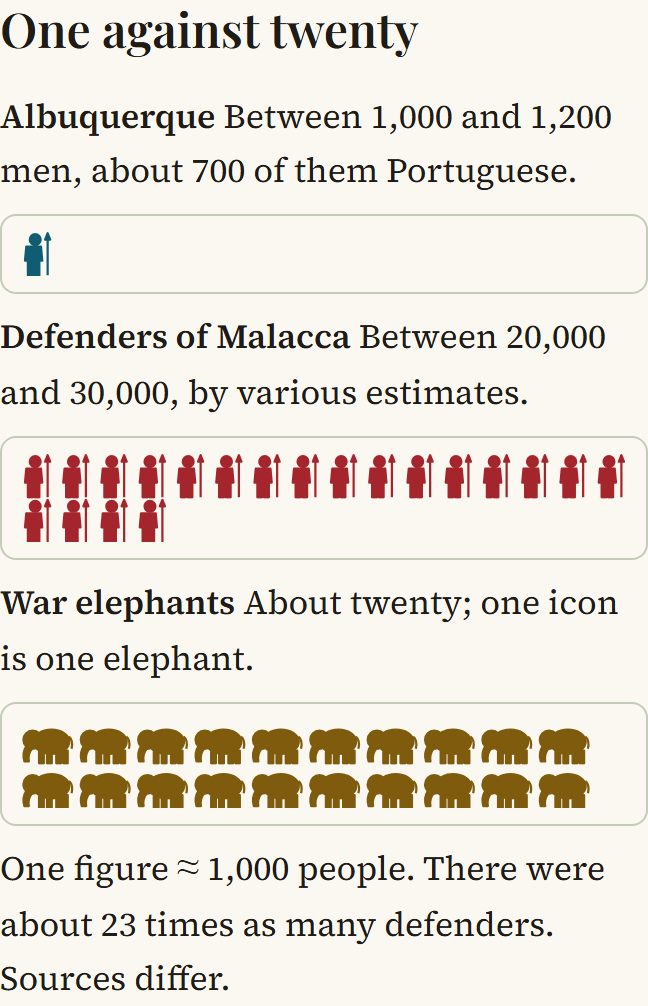 One against twenty
Albuquerque Between 1,000 and 1,200
men, about 700 of them Portuguese.
Defenders of Malacca Between 20,000
and 30,000, by various estimates.
War elephants About twenty; one icon
is one elephant.
One figure ≈ 1,000 people. There were
about 23 times as many defenders.
Sources differ.